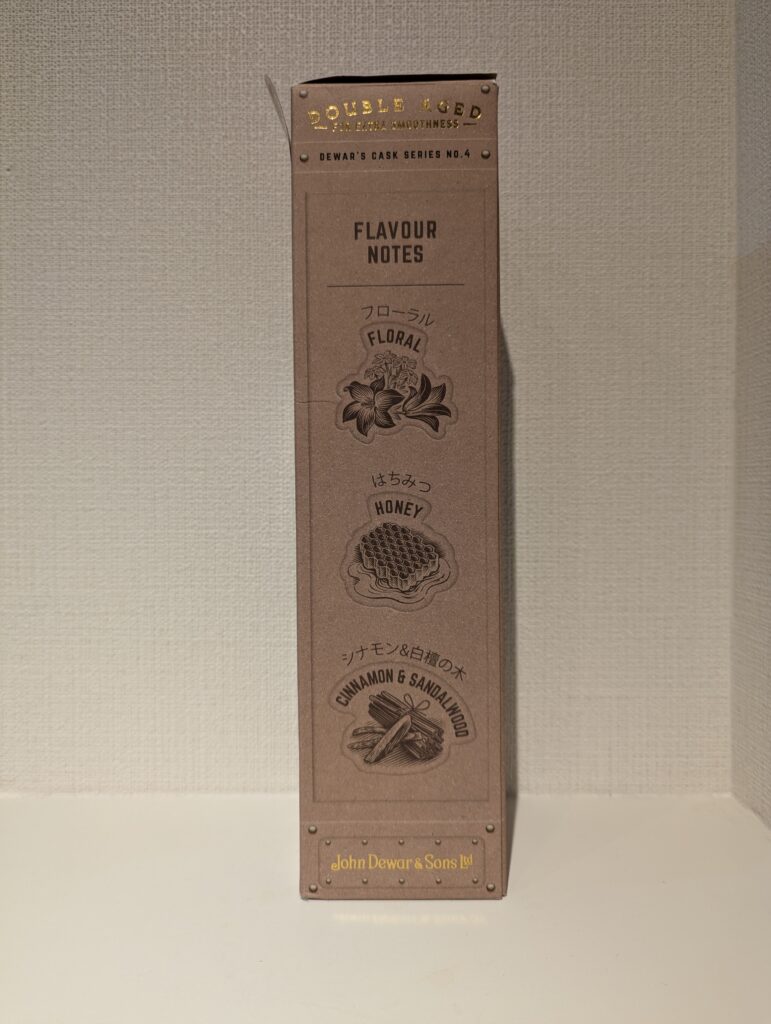 DOUBLE AGED
FOR EXTRA SMOOTHNESS
DEWAR'S CASK SERIES NO.4
FLAVOUR
NOTES
フローラル
FLORAL
はちみつ
HONEY
シナモン&白檀の木
CINNAMON & SANDALWOOD
John Dewar & Sons Ltd